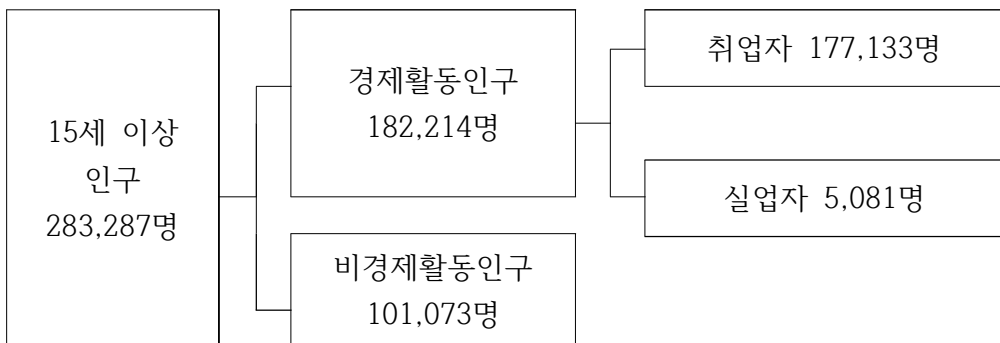 15세 이상
인구
283,287명
경제활동인구
182,214명
비경제활동인구
101,073명
취업자 177,133명
실업자 5,081명